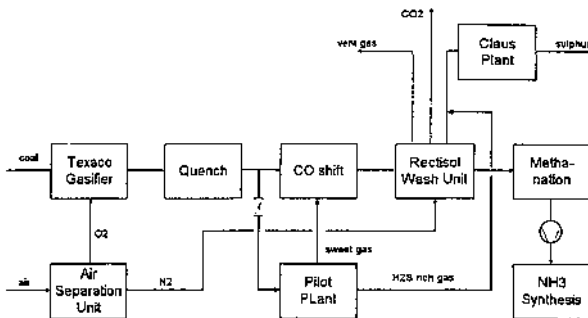 CO2
vent gas
Claus
Plant
sulphur
coal
Texaco
Gasifier
Quench
CO shift
Rectisol
Wash Unit
Metha-
nation
O2
sweet gas
air
Air
Separation
Unit
N2
Pilot
PLant
H2S rich gas
NH3
Synthesis